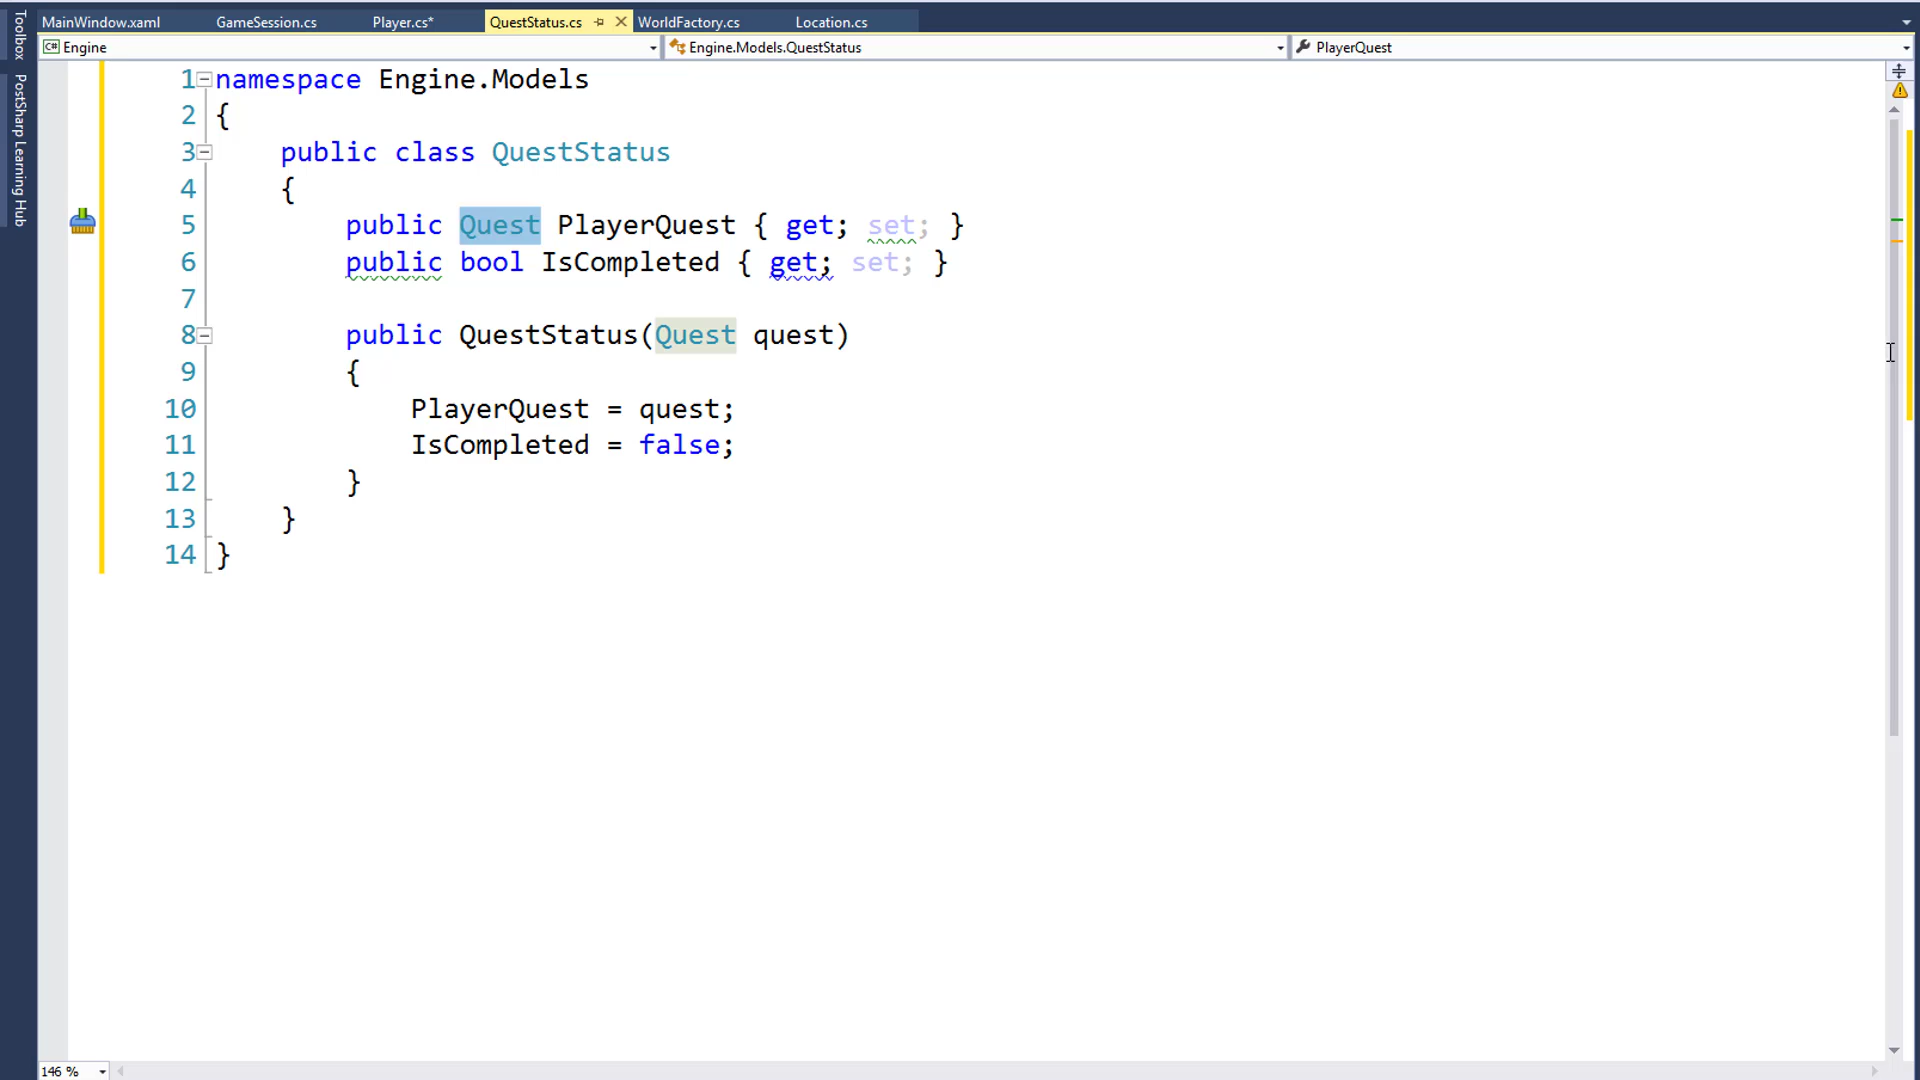 MainWindow.xaml GameSession.cs Player.cs* QuestStatus.cs WorldFactory.cs Location.cs
C# Engine Engine.Models.QuestStatus PlayerQuest
Toolbox
PostSharp Learning Hub
1 namespace Engine.Models
2 {
3 public class QuestStatus
4 {
5 public Quest PlayerQuest { get; set; }
6 public bool IsCompleted { get; set; }
7
8 public QuestStatus(Quest quest)
9 {
10 PlayerQuest = quest;
11 IsCompleted = false;
12 }
13 }
14 }
146 %